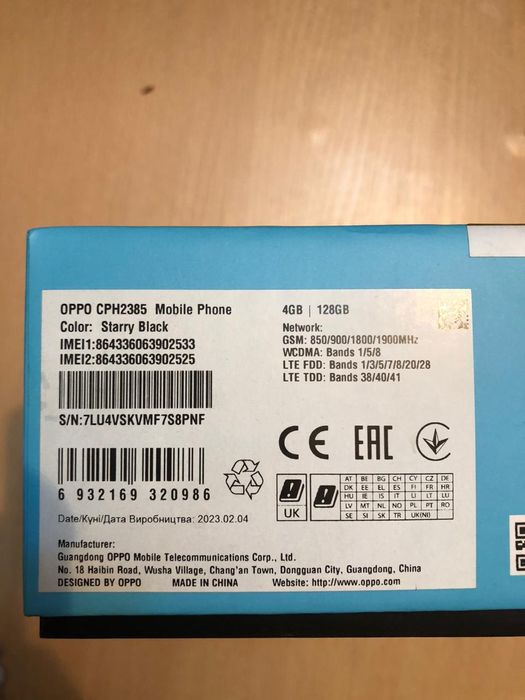 OPPO CPH2385 Mobile Phone
Color: Starry Black
IMEI1:864336063902533
IMEI2:864336063902525
S/N:7LU4VSKVMF7S8PNF
4GB | 128GB
Network:
GSM: 850/900/1800/1900MHz
WCDMA: Bands 1/5/8
LTE FDD: Bands 1/3/5/7/8/20/28
LTE TDD: Bands 38/40/41
CE EAC
6 932169 320986
UK
AT BE BG CH CY CZ DE
DK EE EL ES FI FR HR
HU IE IS IT LI LT LU
LV MT NL NO PL PT RO
SE SI SK TR UK(NI)
Date/Күні/Дата Виробництва: 2023.02.04
Manufacturer:
Guangdong OPPO Mobile Telecommunications Corp., Ltd.
No. 18 Haibin Road, Wusha Village, Chang'an Town, Dongguan City, Guangdong, China
DESIGNED BY OPPO MADE IN CHINA Website: http://www.oppo.com